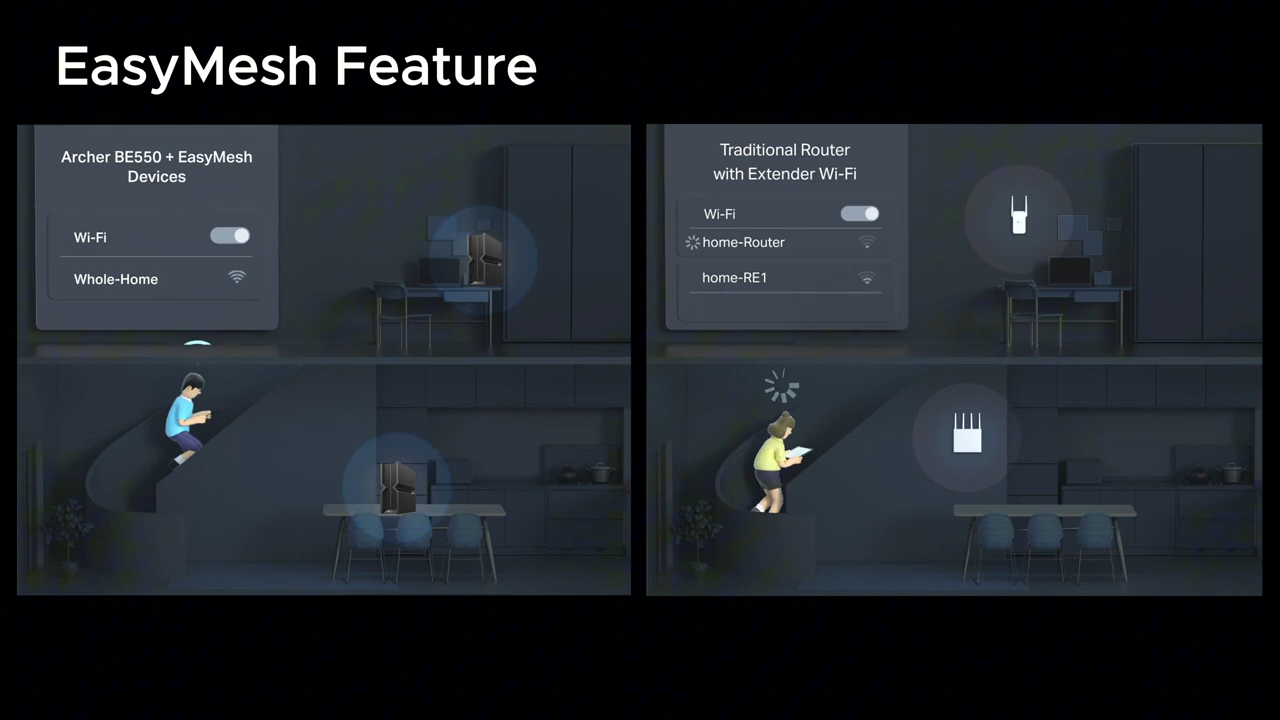 EasyMesh Feature
Archer BE550 + EasyMesh
Devices
Wi-Fi
Whole-Home
Traditional Router
with Extender Wi-Fi
Wi-Fi
home-Router
home-RE1